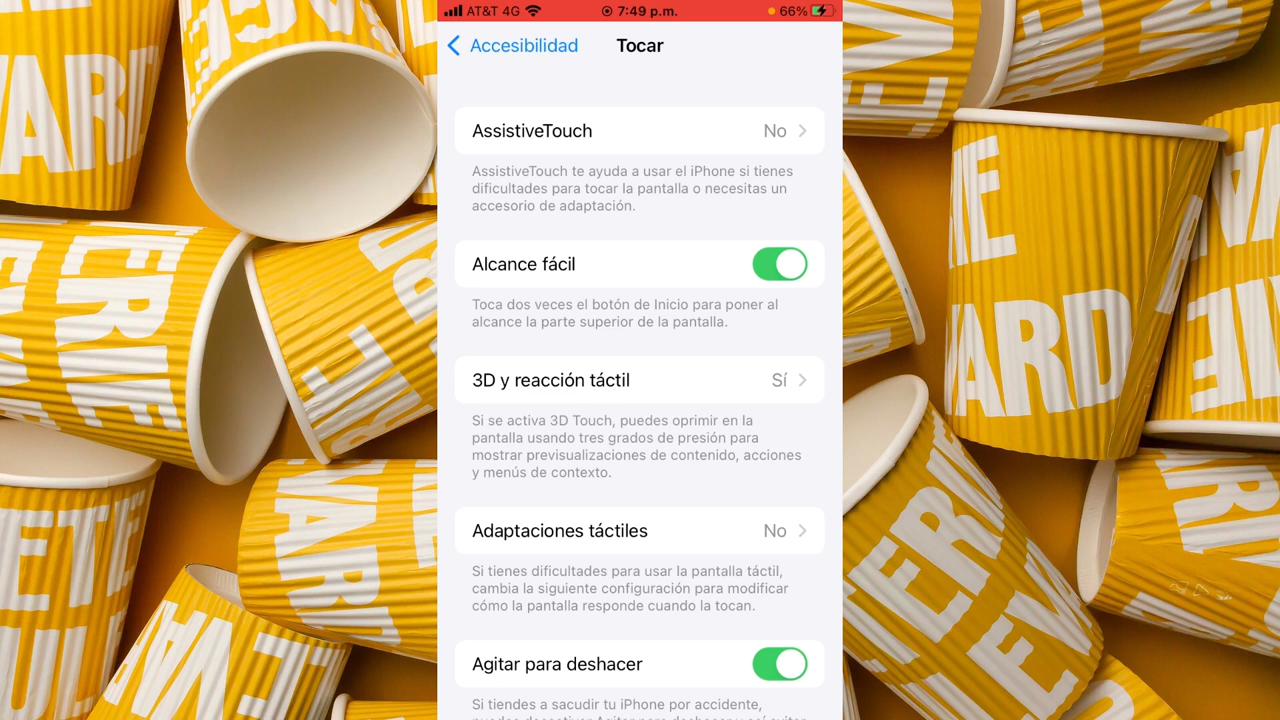 AT&T 4G
7:49 p.m.
66%
Accesibilidad
Tocar
AssistiveTouch
No
AssistiveTouch te ayuda a usar el iPhone si tienes
dificultades para tocar la pantalla o necesitas un
accesorio de adaptación.
Alcance fácil
Toca dos veces el botón de Inicio para poner al
alcance la parte superior de la pantalla.
3D y reacción táctil
Sí
Si se activa 3D Touch, puedes oprimir en la
pantalla usando tres grados de presión para
mostrar previsualizaciones de contenido, acciones
y menús de contexto.
Adaptaciones táctiles
No
Si tienes dificultades para usar la pantalla táctil,
cambia la siguiente configuración para modificar
cómo la pantalla responde cuando la tocan.
Agitar para deshacer
Si tiendes a sacudir tu iPhone por accidente,